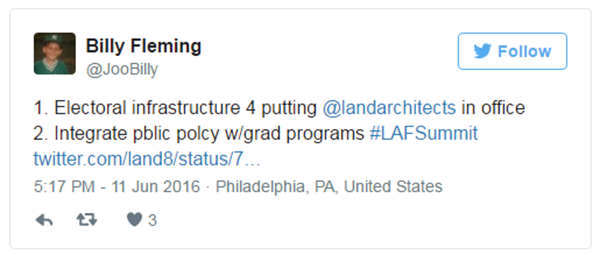 Billy Fleming
@JooBilly
Follow
1. Electoral infrastructure 4 putting @landarchitects in office
2. Integrate pblic polcy w/grad programs #LAFSummit
twitter.com/land8/status/7…
5:17 PM - 11 Jun 2016 · Philadelphia, PA, United States
3